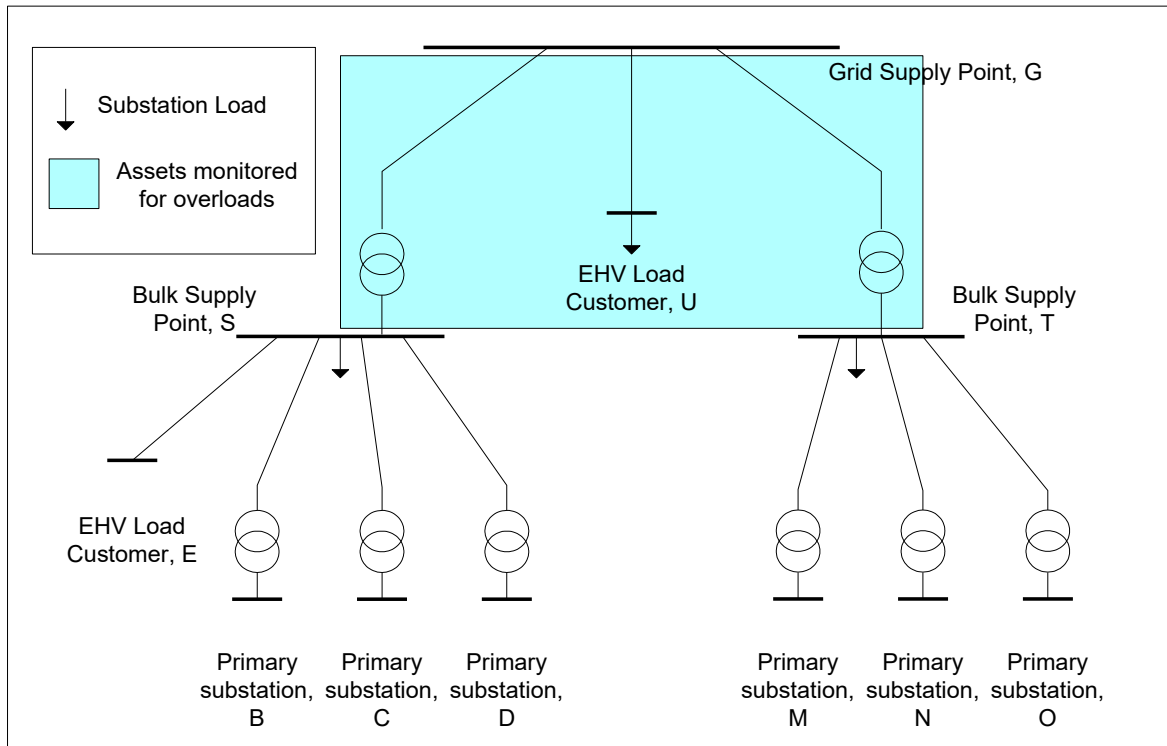 Grid Supply Point, G
Substation Load
Assets monitored
for overloads
EHV Load
Customer, U
Bulk Supply
Point, S
Bulk Supply
Point, T
EHV Load
Customer, E
Primary
substation,
B
Primary
substation,
C
Primary
substation,
D
Primary
substation,
M
Primary
substation,
N
Primary
substation,
O